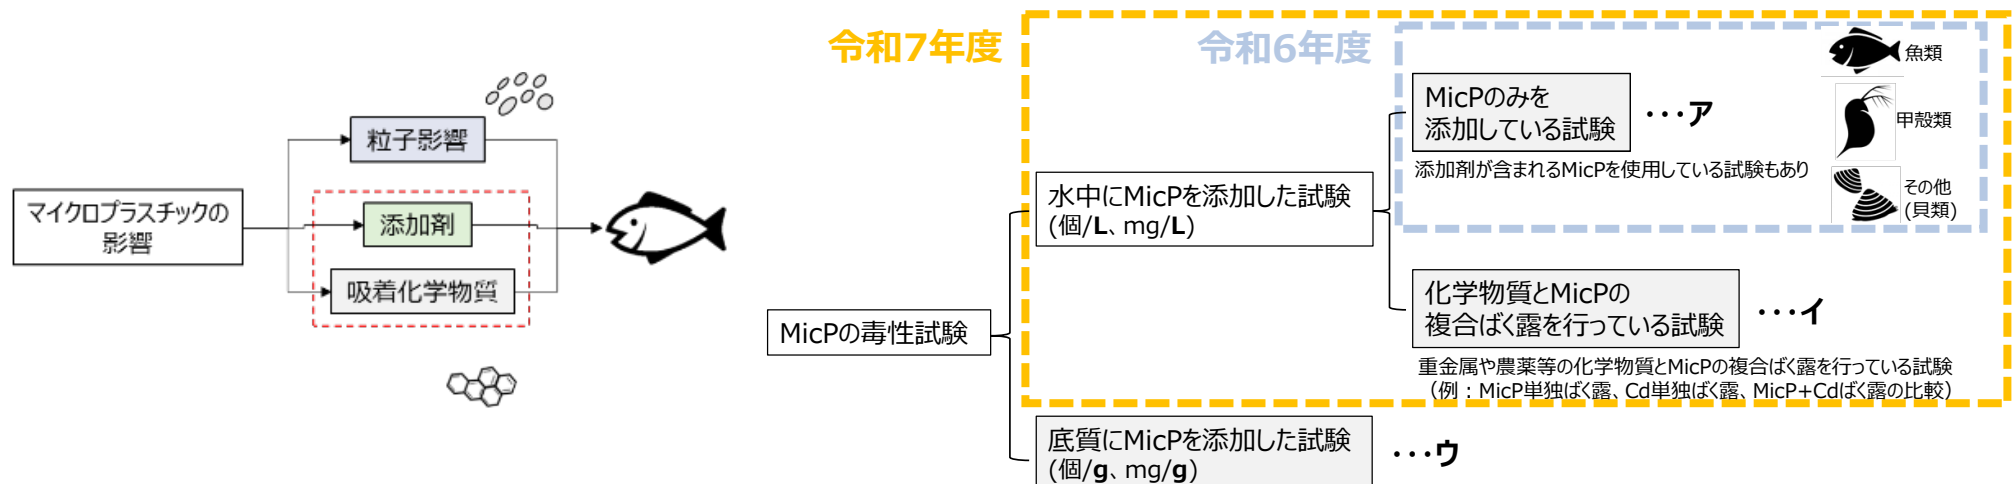 令和7年度
令和6年度
粒子影響
マイクロプラスチックの
影響
添加剤
吸着化学物質
MicPの毒性試験
水中にMicPを添加した試験
(個/L、mg/L)
MicPのみを
添加している試験
・・・ア
添加剤が含まれるMicPを使用している試験もあり
魚類
甲殻類
その他
(貝類)
化学物質とMicPの
複合ばく露を行っている試験
・・・イ
重金属や農薬等の化学物質とMicPの複合ばく露を行っている試験
（例：MicP単独ばく露、Cd単独ばく露、MicP+Cdばく露の比較）
底質にMicPを添加した試験
(個/g、mg/g)
・・・ウ